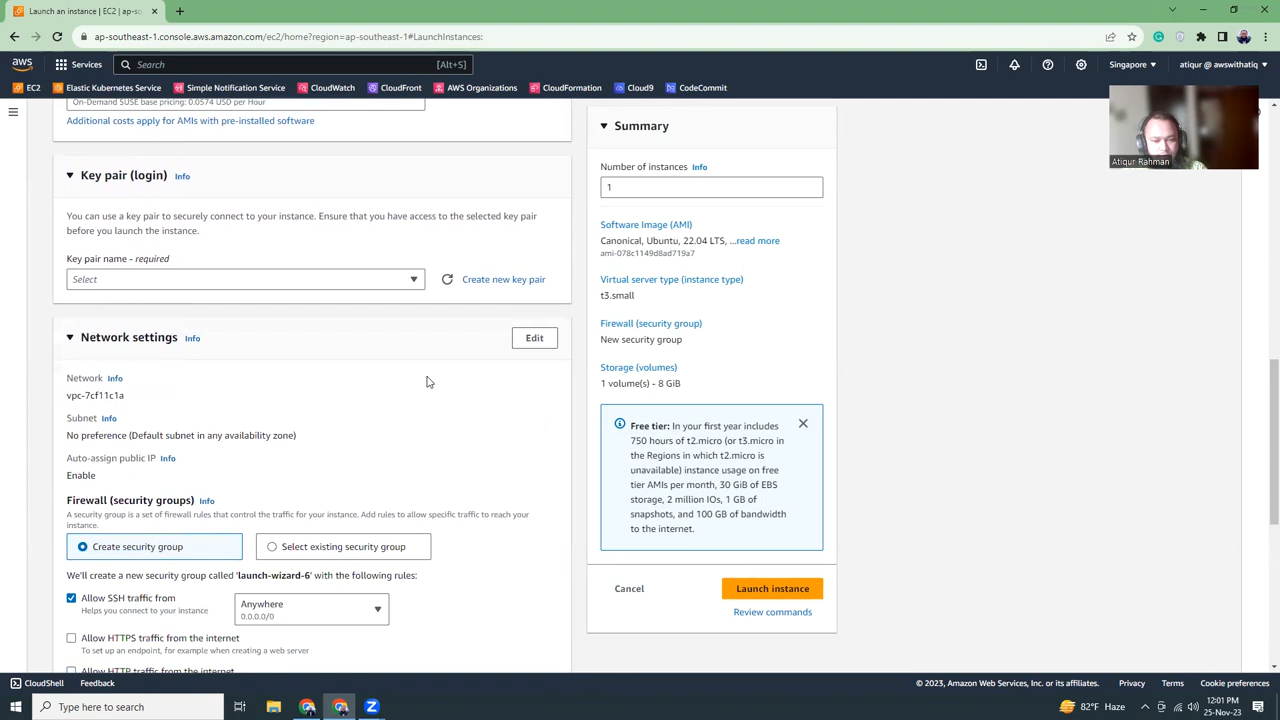 Launch an instance | EC2 | ap-sou
ap-southeast-1.console.aws.amazon.com/ec2/home?region=ap-southeast-1#LaunchInstances:
aws
Services
Search
[Alt+S]
Singapore
atiqur @ awswithatiq
EC2
Elastic Kubernetes Service
Simple Notification Service
CloudWatch
CloudFront
AWS Organizations
CloudFormation
Cloud9
CodeCommit
On-Demand SUSE base pricing: 0.0574 USD per Hour
Additional costs apply for AMIs with pre-installed software
Key pair (login) Info
You can use a key pair to securely connect to your instance. Ensure that you have access to the selected key pair
before you launch the instance.
Key pair name - required
Select
Create new key pair
Network settings Info
Edit
Network Info
vpc-7cf11c1a
Subnet Info
No preference (Default subnet in any availability zone)
Auto-assign public IP Info
Enable
Firewall (security groups) Info
A security group is a set of firewall rules that control the traffic for your instance. Add rules to allow specific traffic to reach your
instance.
Create security group
Select existing security group
We'll create a new security group called 'launch-wizard-6' with the following rules:
Allow SSH traffic from
Helps you connect to your instance
Anywhere
0.0.0.0/0
Allow HTTPS traffic from the internet
To set up an endpoint, for example when creating a web server
Allow HTTP traffic from the internet
Summary
Number of instances Info
1
Software Image (AMI)
Canonical, Ubuntu, 22.04 LTS, ...read more
ami-078c1149d8ad719a7
Virtual server type (instance type)
t3.small
Firewall (security group)
New security group
Storage (volumes)
1 volume(s) - 8 GiB
Free tier: In your first year includes
750 hours of t2.micro (or t3.micro in
the Regions in which t2.micro is
unavailable) instance usage on free
tier AMIs per month, 30 GiB of EBS
storage, 2 million IOs, 1 GB of
snapshots, and 100 GB of bandwidth
to the internet.
Cancel
Launch instance
Review commands
Atiqur Rahman
CloudShell
Feedback
© 2023, Amazon Web Services, Inc. or its affiliates.
Privacy
Terms
Cookie preferences
Type here to search
82°F Haze
12:01 PM
25-Nov-23